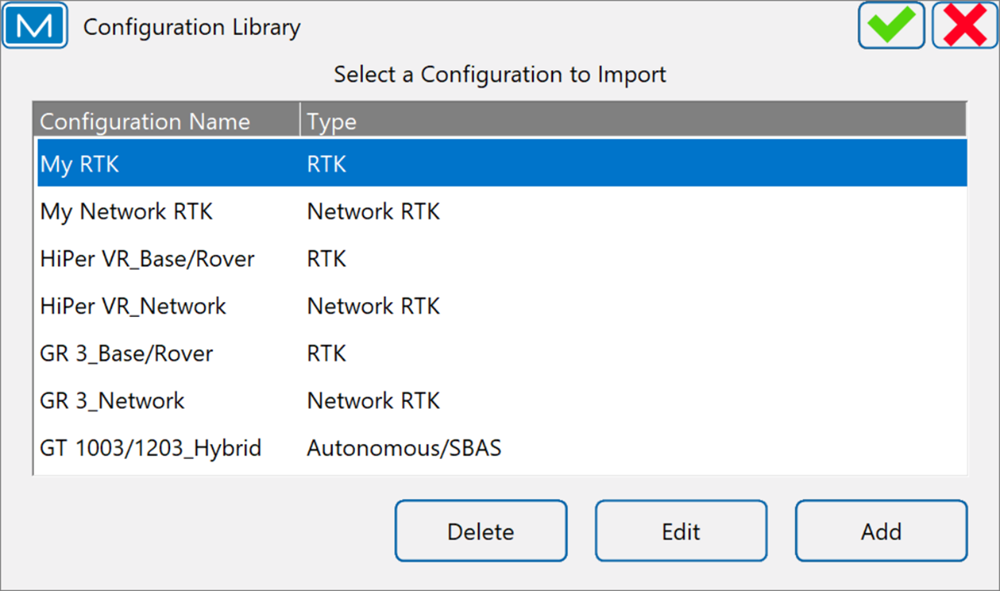 M Configuration Library
Select a Configuration to Import
Configuration Name Type
My RTK RTK
My Network RTK Network RTK
HiPer VR_Base/Rover RTK
HiPer VR_Network Network RTK
GR 3_Base/Rover RTK
GR 3_Network Network RTK
GT 1003/1203_Hybrid Autonomous/SBAS
Delete Edit Add